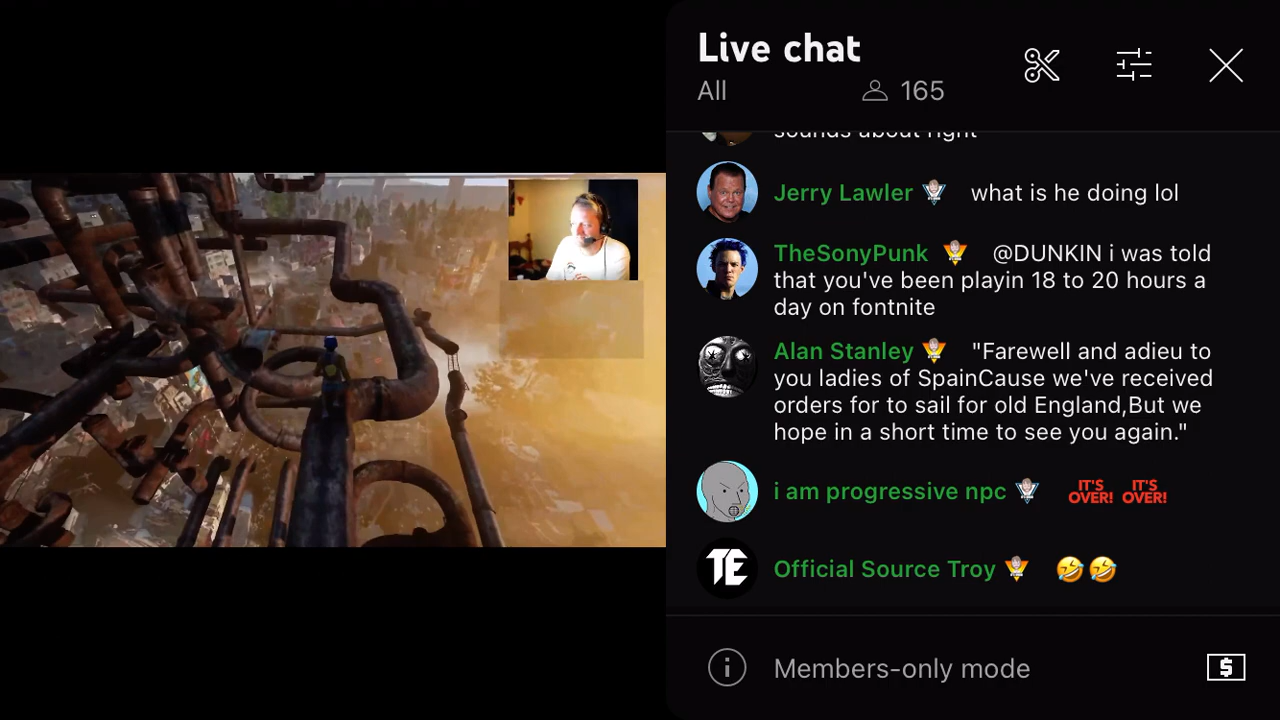 Live chat
All 165
sounds about right
Jerry Lawler what is he doing lol
TheSonyPunk @DUNKIN i was told
that you've been playin 18 to 20 hours a
day on fontnite
Alan Stanley "Farewell and adieu to
you ladies of SpainCause we've received
orders for to sail for old England,But we
hope in a short time to see you again."
i am progressive npc IT'S OVER! IT'S OVER!
TE Official Source Troy 🤣🤣
Members-only mode $